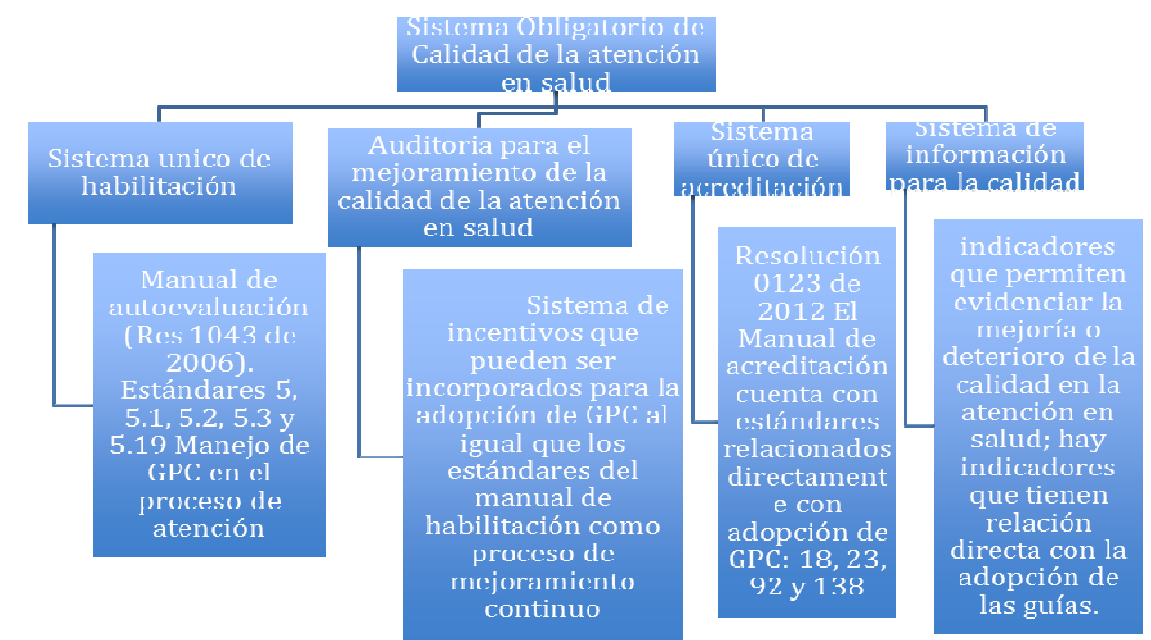 Sistema Obligatorio de
Calidad de la atención
en salud
Sistema unico de
habilitación
Auditoria para el
mejoramiento de la
calidad de la atención
en salud
Sistema
único de
acreditación
Sistema de
información
para la calidad
Manual de
autoevaluación
(Res 1043 de
2006).
Estándares 5,
5.1, 5.2, 5.3 y
5.19 Manejo de
GPC en el
proceso de
atención
Sistema de
incentivos que
pueden ser
incorporados para la
adopción de GPC al
igual que los
estándares del
manual de
habilitación como
proceso de
mejoramiento
continuo
Resolución
0123 de
2012 El
Manual de
acreditación
cuenta con
estándares
relacionados
directament
e con
adopción de
GPC: 18, 23,
92 y 138
indicadores
que permiten
evidenciar la
mejoría o
deterioro de la
calidad en la
atención en
salud; hay
indicadores
que tienen
relación
directa con la
adopción de
las guías.